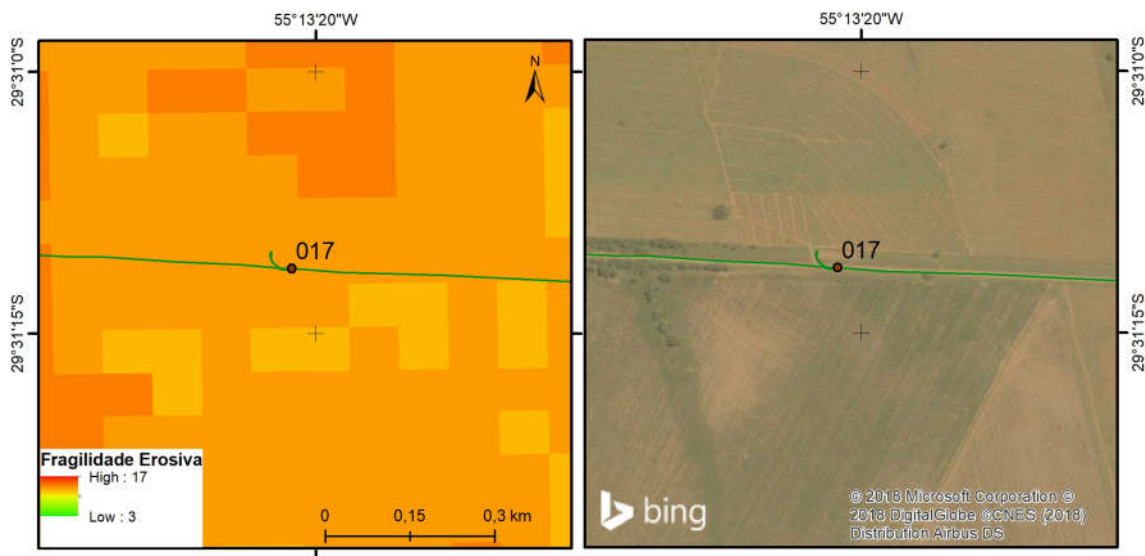 55°13'20"W
55°13'20"W
29°31'0"S
N
017
29°31'15"S
Fragilidade Erosiva
High : 17
Low : 3
0 0,15 0,3 km
29°31'0"S
017
29°31'15"S
bing
© 2018 Microsoft Corporation ©
2018 DigitalGlobe ©CNES (2018)
Distribution Airbus DS